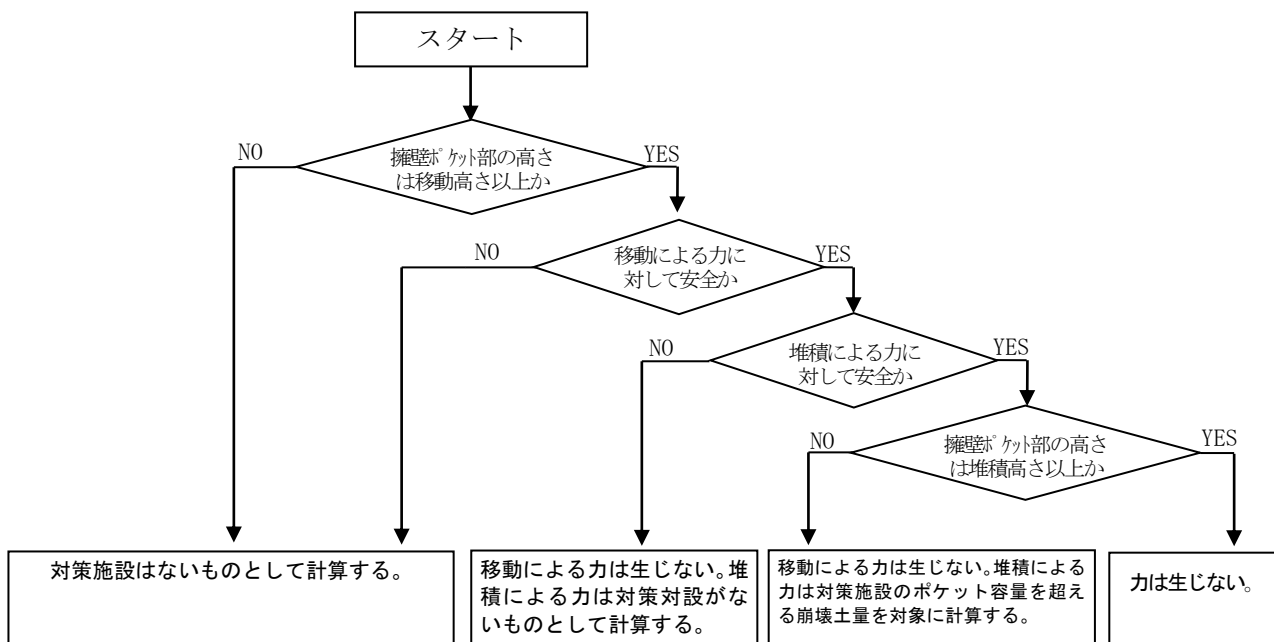 スタート
NO
YES
擁壁ﾎﾟｹｯﾄ部の高さ
は移動高さ以上か
NO
YES
移動による力に
対して安全か
NO
YES
堆積による力に
対して安全か
NO
YES
擁壁ﾎﾟｹｯﾄ部の高さ
は堆積高さ以上か
対策施設はないものとして計算する。
移動による力は生じない。堆
積による力は対策対設がな
いものとして計算する。
移動による力は生じない。堆積による
力は対策施設のポケット容量を超え
る崩壊土量を対象に計算する。
力は生じない。